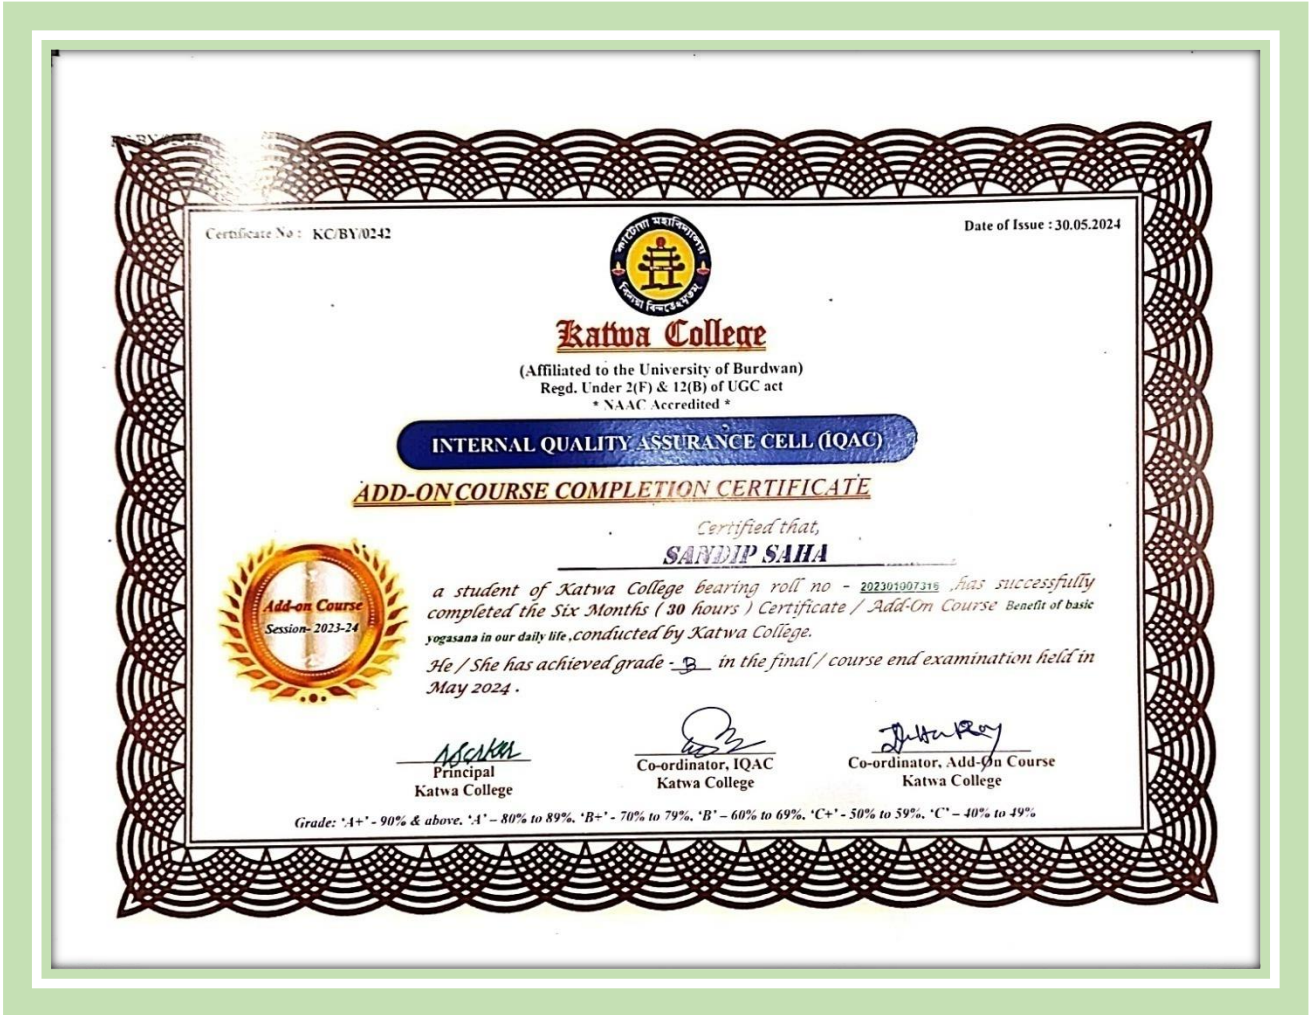 Certificate No : KC/BY/0242
Date of Issue : 30.05.2024
কাটোয়া মহাবিদ্যালয়
Katwa College
(Affiliated to the University of Burdwan)
Regd. Under 2(F) & 12(B) of UGC act
* NAAC Accredited *
INTERNAL QUALITY ASSURANCE CELL (IQAC)
ADD-ON COURSE COMPLETION CERTIFICATE
Certified that,
SANDIP SAHA
Add-on Course
Session- 2023-24
a student of Katwa College bearing roll no - 202301007316 ,has successfully
completed the Six Months ( 30 hours ) Certificate / Add-On Course Benefit of basic
yogasana in our daily life ,conducted by Katwa College.
He / She has achieved grade - B in the final / course end examination held in
May 2024 .
Principal
Katwa College
Co-ordinator, IQAC
Katwa College
Co-ordinator, Add-On Course
Katwa College
Grade: 'A+' - 90% & above, 'A' – 80% to 89%, 'B+' - 70% to 79%, 'B' – 60% to 69%, 'C+' - 50% to 59%, 'C' – 40% to 49%